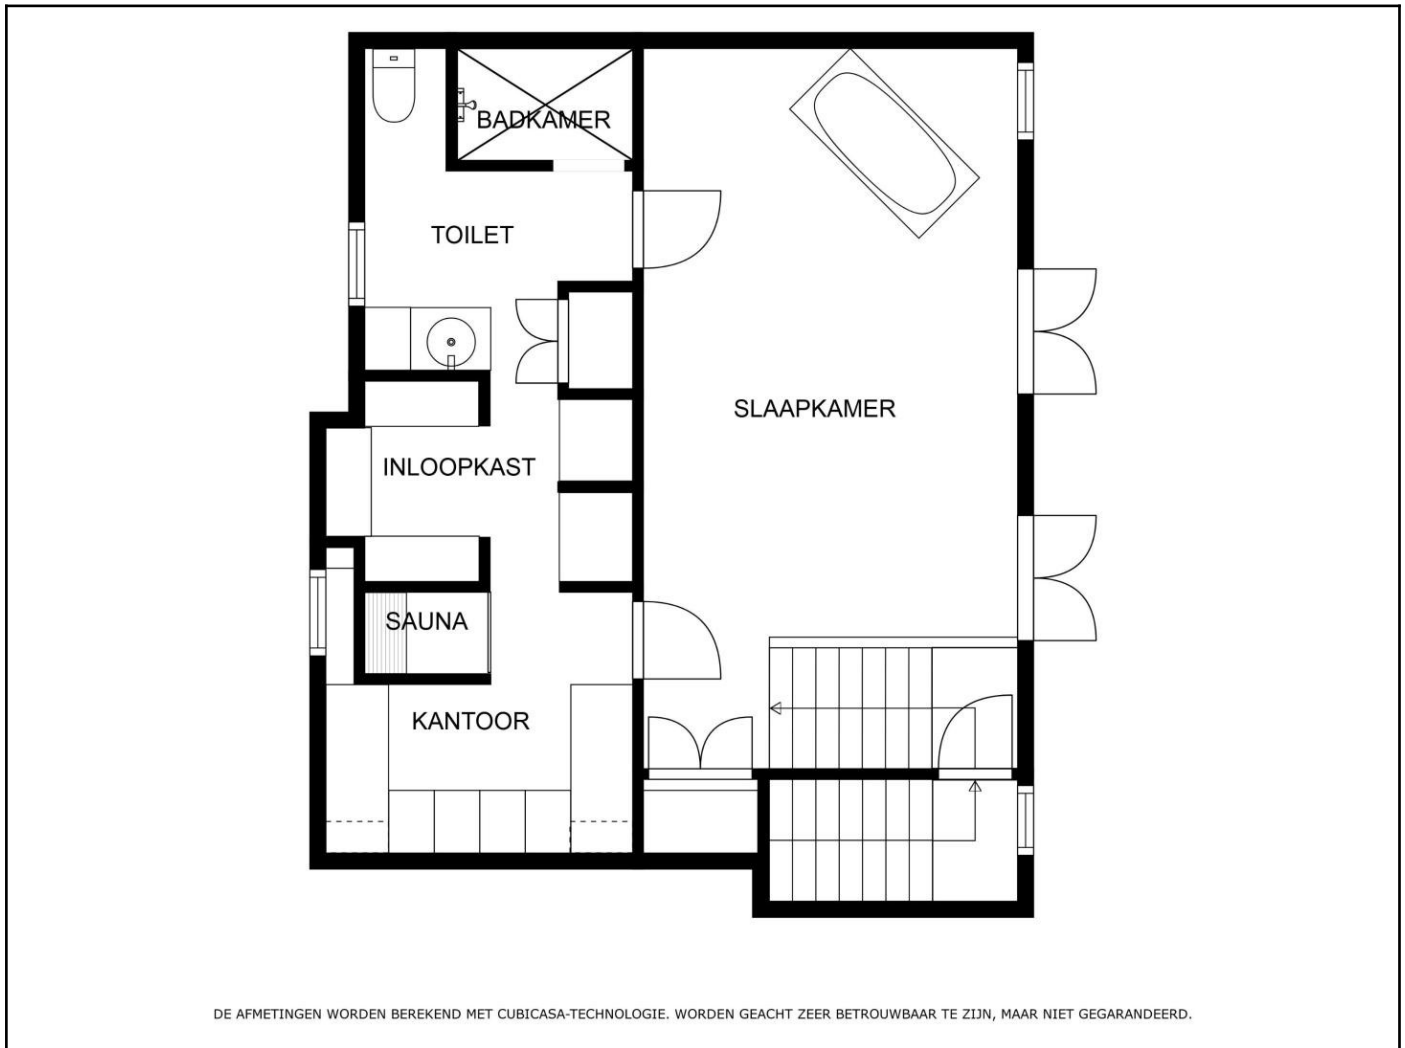 BADKAMER
TOILET
SLAAPKAMER
INLOOPKAST
SAUNA
KANTOOR
DE AFMETINGEN WORDEN BEREKEND MET CUBICASA-TECHNOLOGIE. WORDEN GEACHT ZEER BETROUWBAAR TE ZIJN, MAAR NIET GEGARANDEERD.